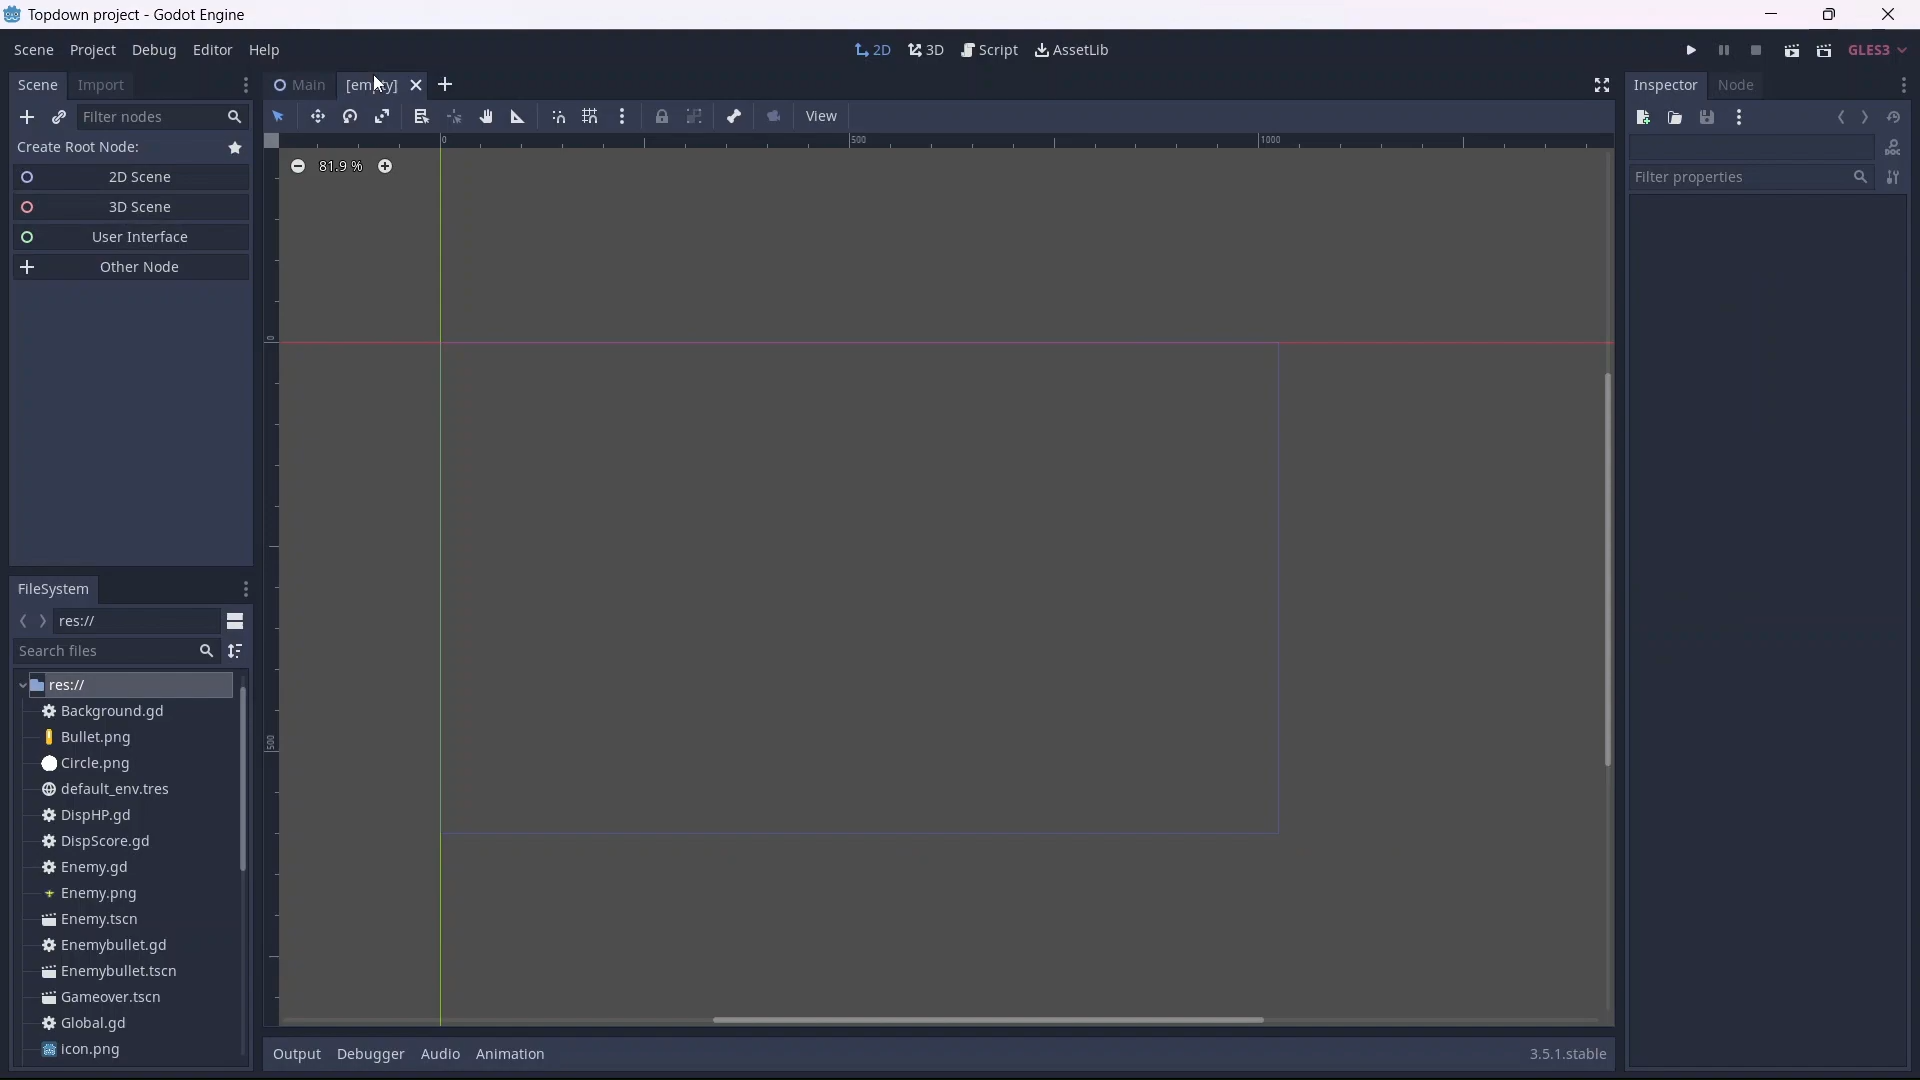 Topdown project - Godot Engine
Scene Project Debug Editor Help
2D 3D Script AssetLib
GLES3
Scene Import
Main [empty]
Inspector Node
Filter nodes
View
Create Root Node:
2D Scene
3D Scene
User Interface
Other Node
0 500 1000
81.9 %
0
500
Filter properties
DOC
FileSystem
res://
Search files
res://
Background.gd
Bullet.png
Circle.png
default_env.tres
DispHP.gd
DispScore.gd
Enemy.gd
Enemy.png
Enemy.tscn
Enemybullet.gd
Enemybullet.tscn
Gameover.tscn
Global.gd
icon.png
Output Debugger Audio Animation
3.5.1.stable